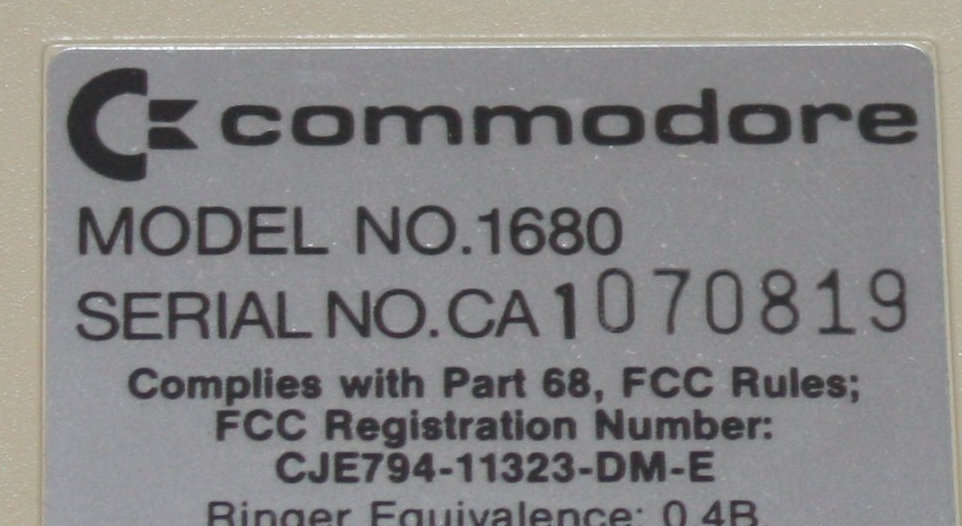 commodore
MODEL NO.1680
SERIAL NO.CA1070819
Complies with Part 68, FCC Rules;
FCC Registration Number:
CJE794-11323-DM-E
Ringer Equivalence: 0.4B